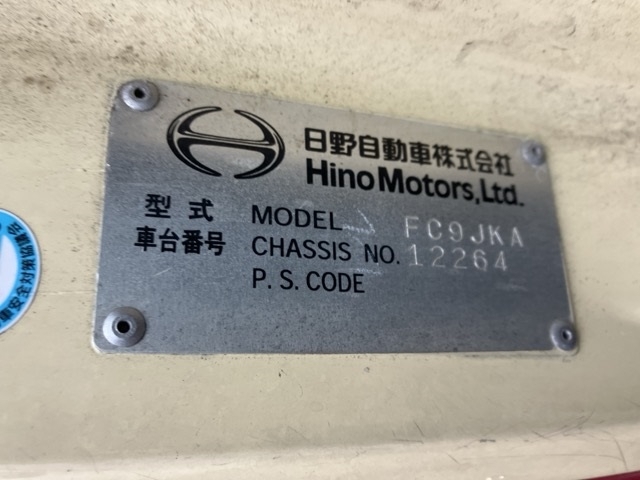 日野自動車株式会社
Hino Motors, Ltd.
型式 MODEL FC9JKA
車台番号 CHASSIS NO. 12264
P.S.CODE